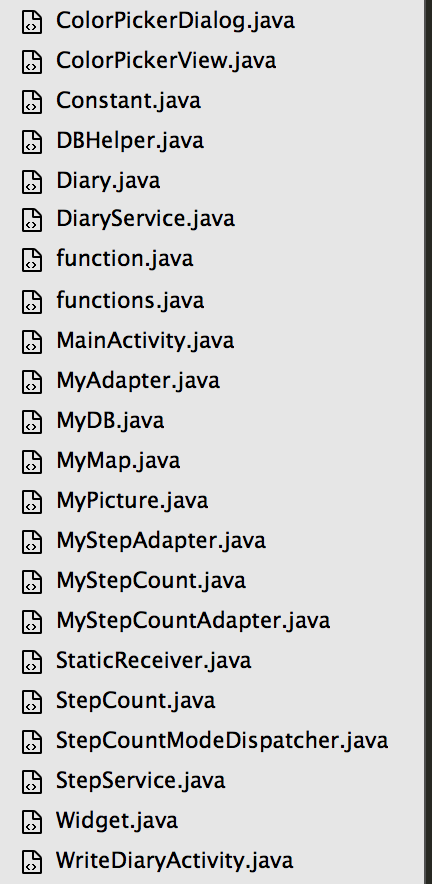 ColorPickerDialog.java
ColorPickerView.java
Constant.java
DBHelper.java
Diary.java
DiaryService.java
function.java
functions.java
MainActivity.java
MyAdapter.java
MyDB.java
MyMap.java
MyPicture.java
MyStepAdapter.java
MyStepCount.java
MyStepCountAdapter.java
StaticReceiver.java
StepCount.java
StepCountModeDispatcher.java
StepService.java
Widget.java
WriteDiaryActivity.java